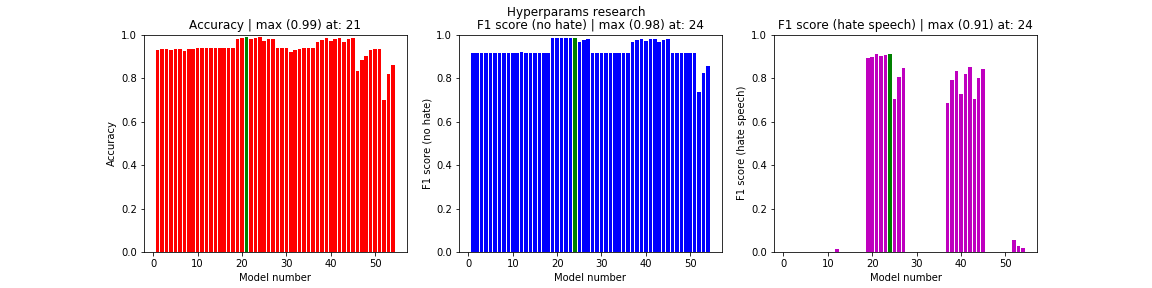 Hyperparams research
Accuracy | max (0.99) at: 21
F1 score (no hate) | max (0.98) at: 24
F1 score (hate speech) | max (0.91) at: 24
Accuracy
1.0
0.8
0.6
0.4
0.2
0.0
0 10 20 30 40 50
Model number
F1 score (no hate)
1.0
0.8
0.6
0.4
0.2
0.0
0 10 20 30 40 50
Model number
F1 score (hate speech)
1.0
0.8
0.6
0.4
0.2
0.0
0 10 20 30 40 50
Model number